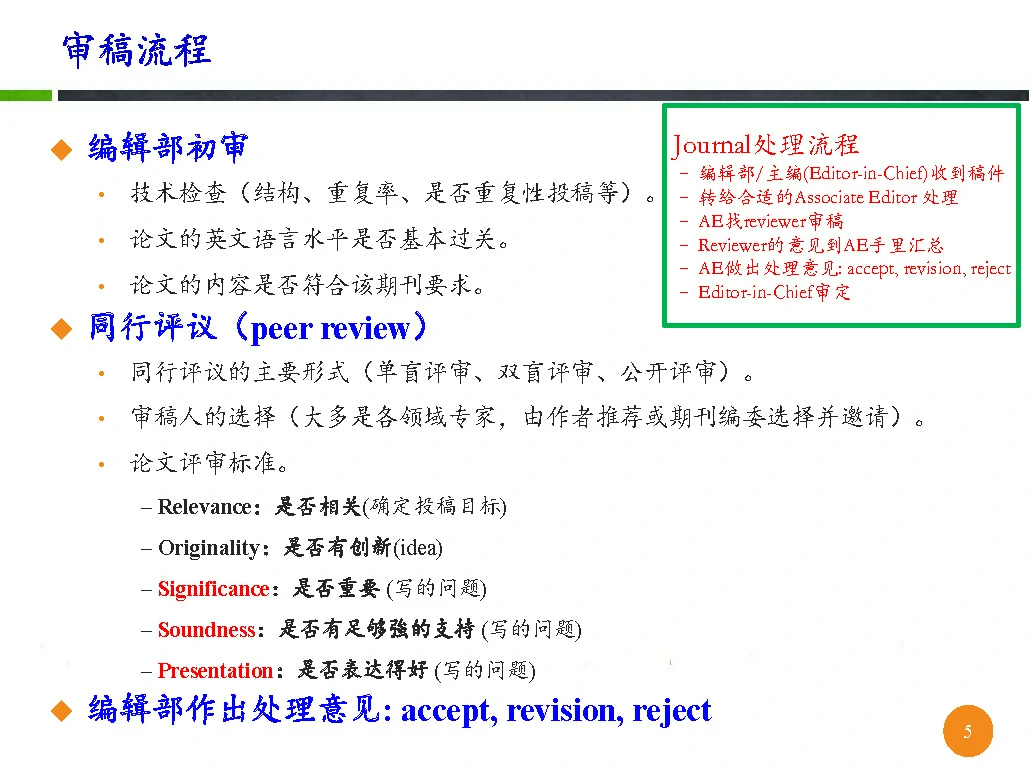 审稿流程
编辑部初审
• 技术检查（结构、重复率、是否重复性投稿等）。
• 论文的英文语言水平是否基本过关。
• 论文的内容是否符合该期刊要求。
同行评议（peer review）
• 同行评议的主要形式（单盲评审、双盲评审、公开评审）。
• 审稿人的选择（大多是各领域专家，由作者推荐或期刊编委选择并邀请）。
• 论文评审标准。
– Relevance：是否相关(确定投稿目标)
– Originality：是否有创新(idea)
– Significance：是否重要 (写的问题)
– Soundness：是否有足够強的支持 (写的问题)
– Presentation：是否表达得好 (写的问题)
编辑部作出处理意见: accept, revision, reject
Journal处理流程
– 编辑部/主编(Editor-in-Chief)收到稿件
– 转给合适的Associate Editor 处理
– AE找reviewer审稿
– Reviewer的意见到AE手里汇总
– AE做出处理意见: accept, revision, reject
– Editor-in-Chief审定
5